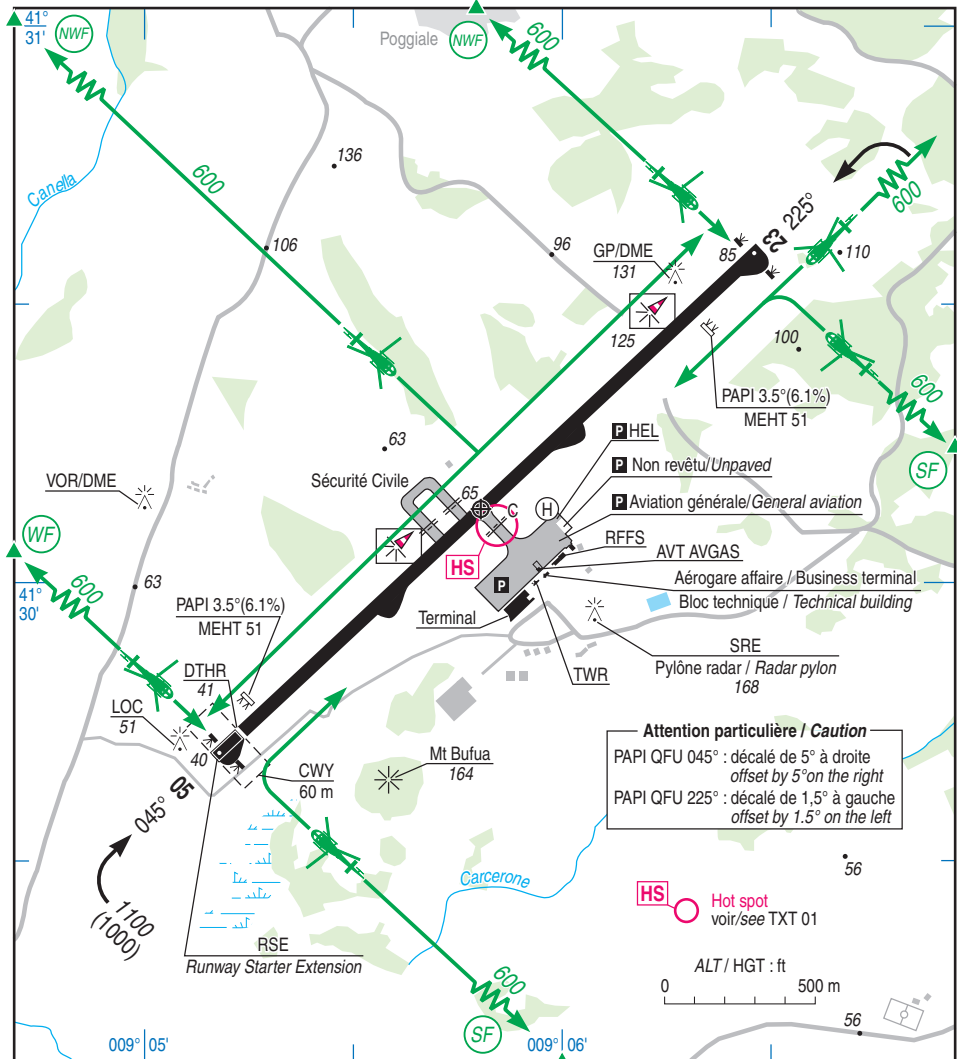 41°
31'
NWF
Poggiale
NWF
600
Canella
136
600
600
225°
23
106
96
GP/DME
131
85
110
125
100
PAPI 3.5°(6.1%)
MEHT 51
600
SF
63
P HEL
P Non revêtu/Unpaved
Sécurité Civile
VOR/DME
65
C
H
P Aviation générale/General aviation
WF
RFFS
HS
AVT AVGAS
600
63
P
Aérogare affaire / Business terminal
41°
30'
PAPI 3.5°(6.1%)
MEHT 51
Bloc technique / Technical building
Terminal
SRE
Pylône radar / Radar pylon
168
TWR
DTHR
41
LOC
51
40
Attention particulière / Caution
PAPI QFU 045° : décalé de 5° à droite
offset by 5°on the right
PAPI QFU 225° : décalé de 1,5° à gauche
offset by 1.5° on the left
Mt Bufua
164
CWY
60 m
05
045°
56
Carcerone
HS
Hot spot
voir/see TXT 01
1100
(1000)
RSE
Runway Starter Extension
ALT / HGT : ft
0 500 m
600
56
SF
009° 05'
009° 06'